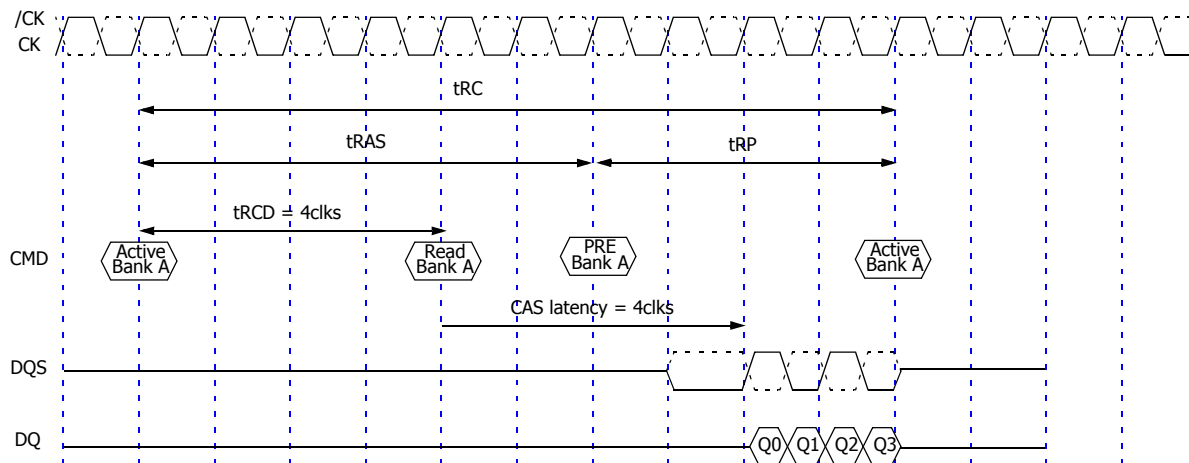 /CK
CK
tRC
tRAS
tRP
tRCD = 4clks
CMD
Active
Bank A
Read
Bank A
PRE
Bank A
Active
Bank A
CAS latency = 4clks
DQS
DQ
Q0 Q1 Q2 Q3